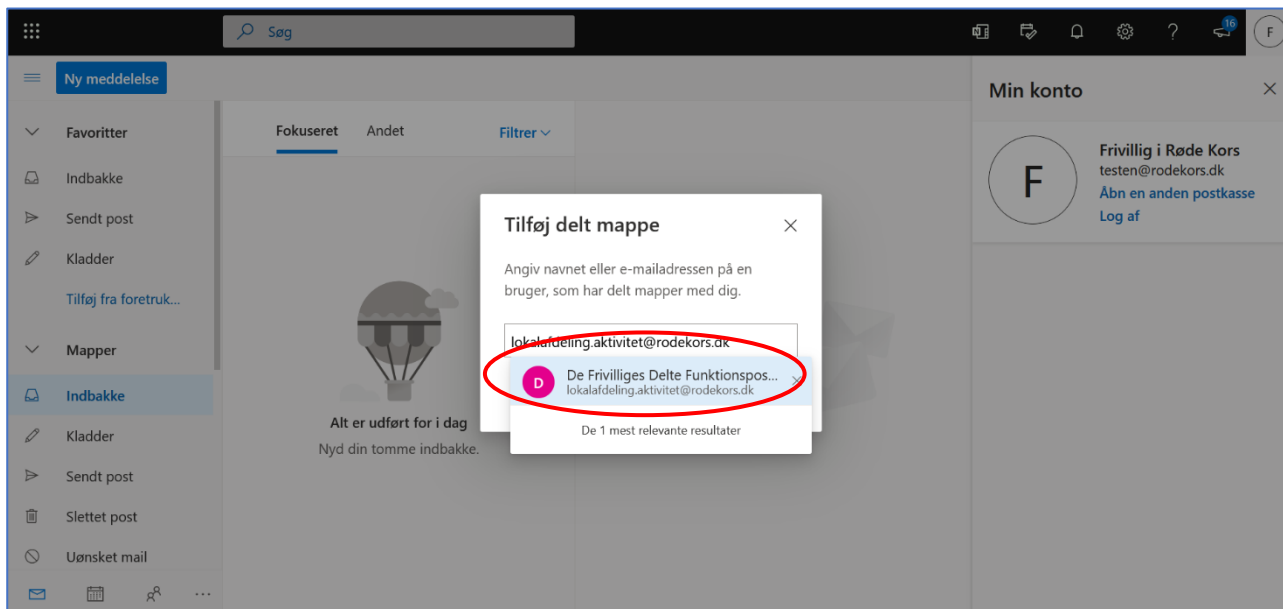 Søg
16
F
Ny meddelelse
Min konto
Favoritter
Fokuseret Andet Filtrer
Indbakke
Sendt post
Kladder
Tilføj fra foretruk...
F
Frivillig i Røde Kors
testen@rodekors.dk
Åbn en anden postkasse
Log af
Tilføj delt mappe
Angiv navnet eller e-mailadressen på en
bruger, som har delt mapper med dig.
lokalafdeling.aktivitet@rodekors.dk
D
De Frivilliges Delte Funktionspos...
lokalafdeling.aktivitet@rodekors.dk
De 1 mest relevante resultater
Mapper
Indbakke
Kladder
Sendt post
Slettet post
Uønsket mail
Alt er udført for i dag
Nyd din tomme indbakke.